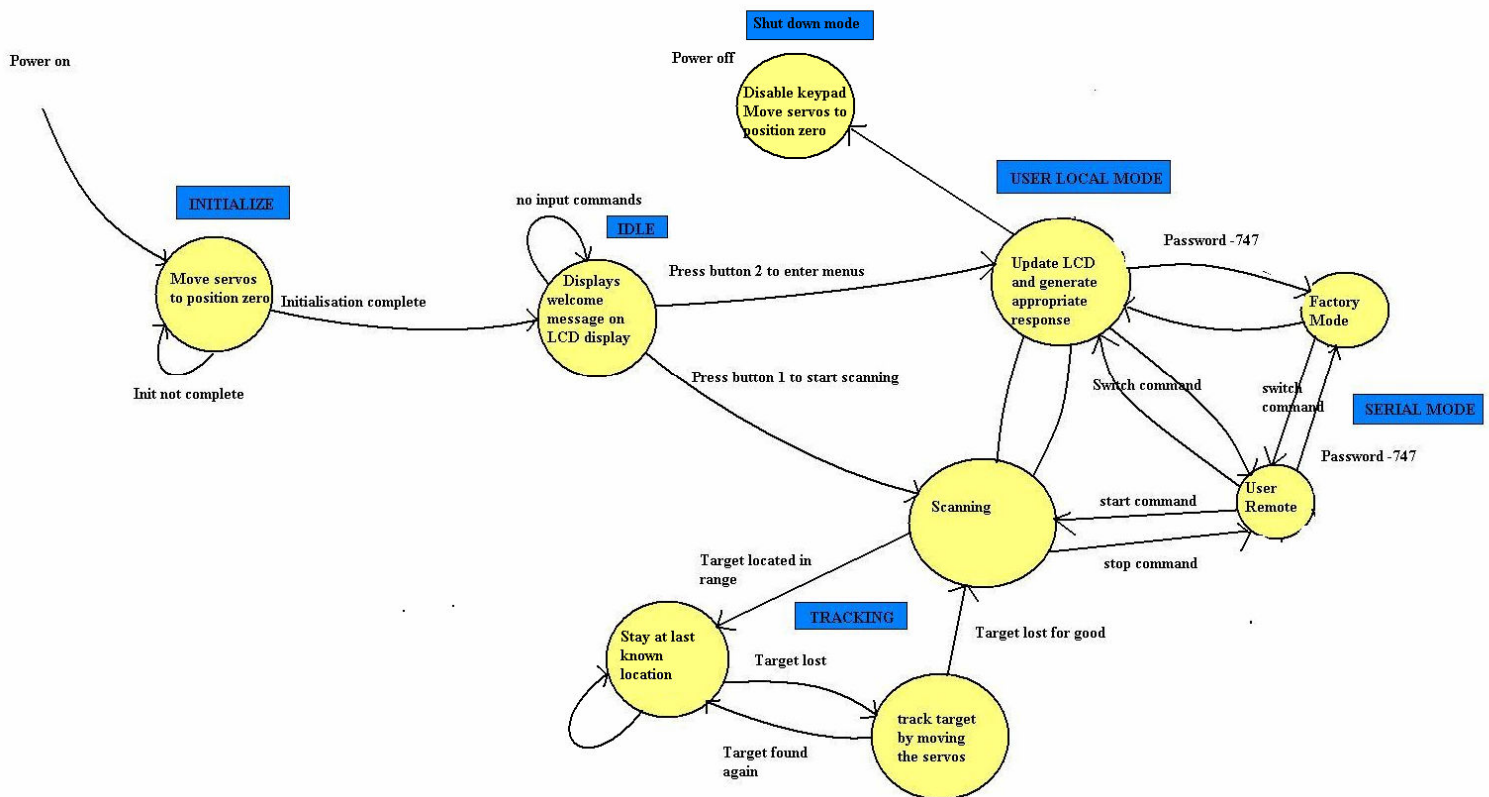 Shut down mode
Power on
Power off
Disable keypad
Move servos to
position zero
USER LOCAL MODE
INITIALIZE
no input commands
IDLE
Password -747
Move servos
to position zero
Initialisation complete
Displays
welcome
message on
LCD display
Press button 2 to enter menus
Update LCD
and generate
appropriate
response
Factory
Mode
Init not complete
Press button 1 to start scanning
Switch command
switch
command
SERIAL MODE
Password -747
User
Remote
Scanning
start command
stop command
Target located in
range
TRACKING
Stay at last
known
location
Target lost
Target lost for good
track target
by moving
the servos
Target found
again